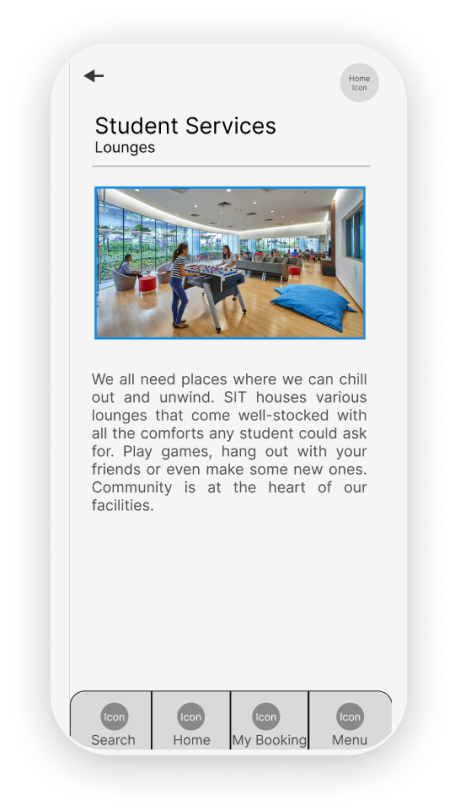 Home
Icon
Student Services
Lounges
We all need places where we can chill
out and unwind. SIT houses various
lounges that come well-stocked with
all the comforts any student could ask
for. Play games, hang out with your
friends or even make some new ones.
Community is at the heart of our
facilities.
Icon Icon Icon Icon
Search Home My Booking Menu